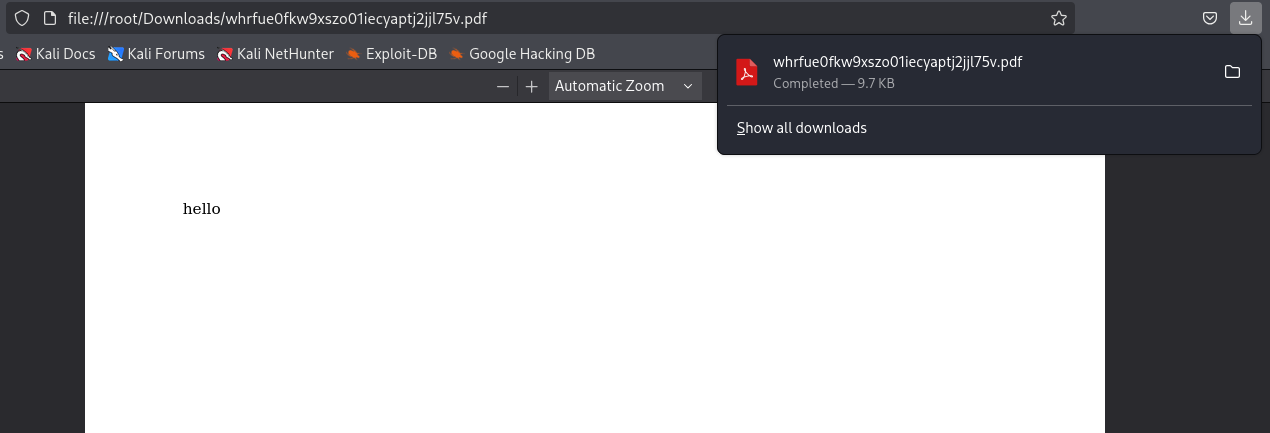 file:///root/Downloads/whrfue0fkw9xszo01iecyaptj2jjl75v.pdf
s Kali Docs Kali Forums Kali NetHunter Exploit-DB Google Hacking DB
whrfue0fkw9xszo01iecyaptj2jjl75v.pdf
Completed — 9.7 KB
Automatic Zoom
Show all downloads
hello